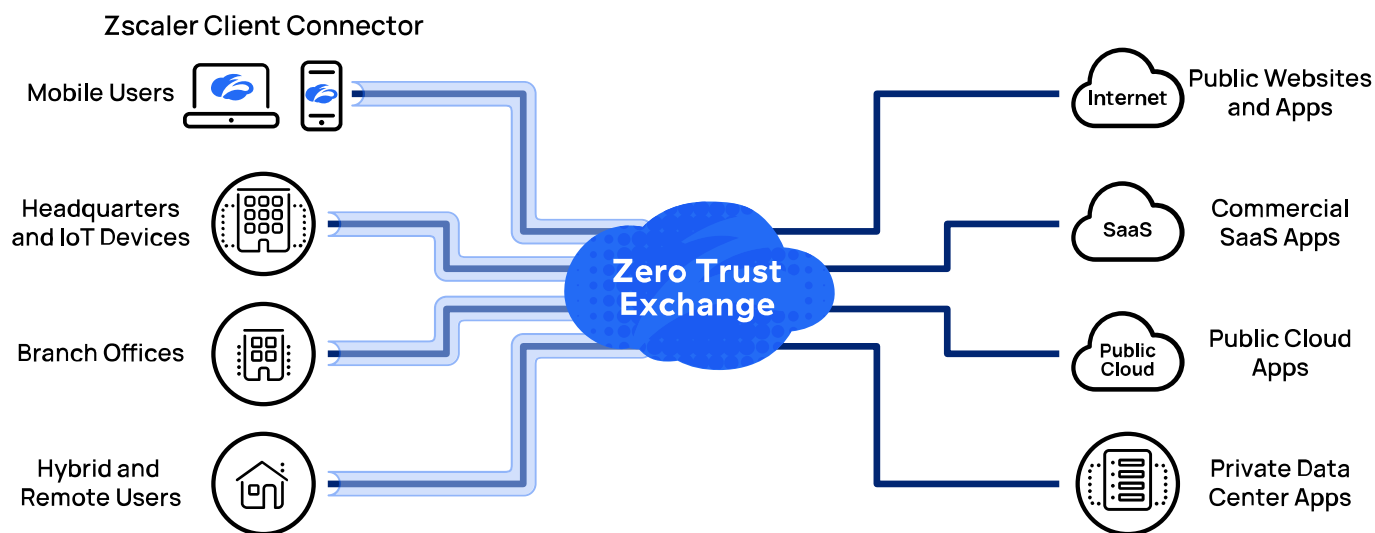 Zscaler Client Connector
Mobile Users
Headquarters
and IoT Devices
Branch Offices
Hybrid and
Remote Users
Zero Trust
Exchange
Internet
Public Websites
and Apps
SaaS
Commercial
SaaS Apps
Public
Cloud
Public Cloud
Apps
Private Data
Center Apps